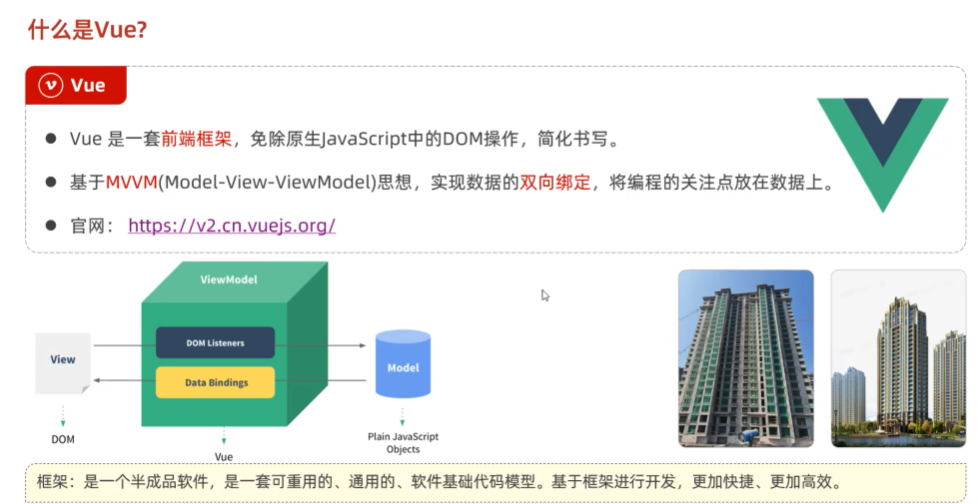 什么是Vue?
Vue
Vue 是一套前端框架，免除原生JavaScript中的DOM操作，简化书写。
基于MVVM(Model-View-ViewModel)思想，实现数据的双向绑定，将编程的关注点放在数据上。
官网： https://v2.cn.vuejs.org/
ViewModel
DOM Listeners
View
Model
Data Bindings
DOM
Vue
Plain JavaScript
Objects
框架：是一个半成品软件，是一套可重用的、通用的、软件基础代码模型。基于框架进行开发，更加快捷、更加高效。